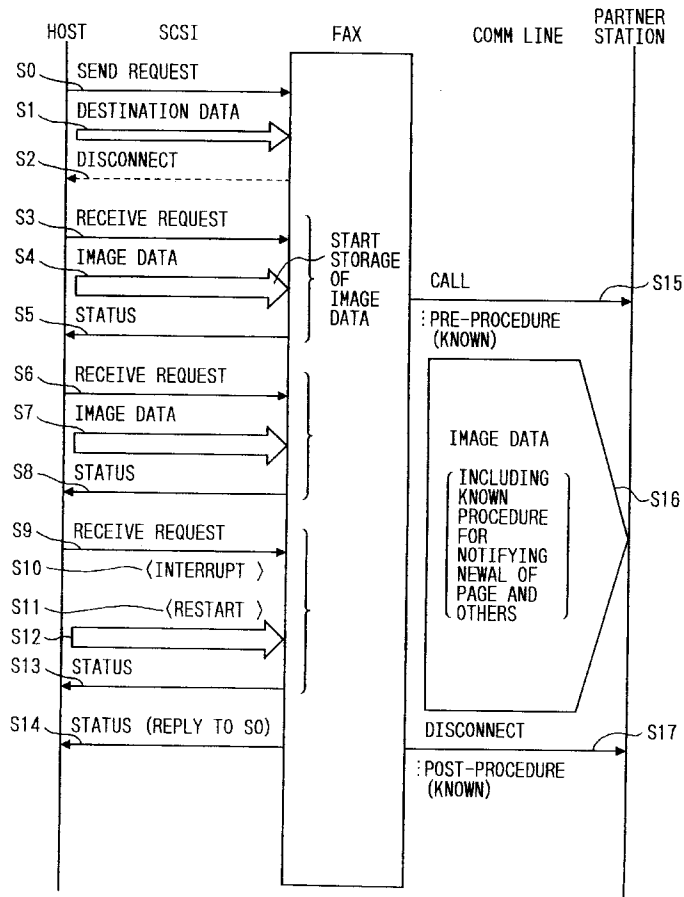 HOST SCSI FAX COMM LINE PARTNER STATION
S0 SEND REQUEST
S1 DESTINATION DATA
S2 DISCONNECT
S3 RECEIVE REQUEST
S4 IMAGE DATA
START
STORAGE
OF
IMAGE
DATA
S5 STATUS
CALL S15
PRE-PROCEDURE
(KNOWN)
S6 RECEIVE REQUEST
S7 IMAGE DATA
S8 STATUS
IMAGE DATA
INCLUDING
KNOWN
PROCEDURE
FOR
NOTIFYING
NEWAL OF
PAGE AND
OTHERS
S16
S9 RECEIVE REQUEST
S10 〈INTERRUPT 〉
S11 〈RESTART 〉
S12
S13 STATUS
S14 STATUS (REPLY TO S0)
DISCONNECT S17
POST-PROCEDURE
(KNOWN)